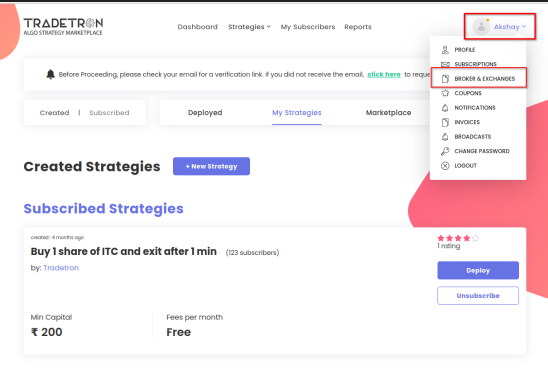 TRADETRON
ALGO STRATEGY MARKETPLACE
Dashboard Strategies My Subscribers Reports
Akshay
PROFILE
SUBSCRIPTIONS
BROKER & EXCHANGES
COUPONS
NOTIFICATIONS
INVOICES
BROADCASTS
CHANGE PASSWORD
LOGOUT
Before Proceeding, please check your email for a verification link. if you did not receive the email, click here to reque
Created | Subscribed
Deployed
My Strategies
Marketplace
Created Strategies
+ New Strategy
Subscribed Strategies
created : 4 months ago
Buy 1 share of ITC and exit after 1 min (123 subscribers)
by: Tradetron
1 rating
Deploy
Unsubscribe
Min Capital
₹ 200
Fees per month
Free